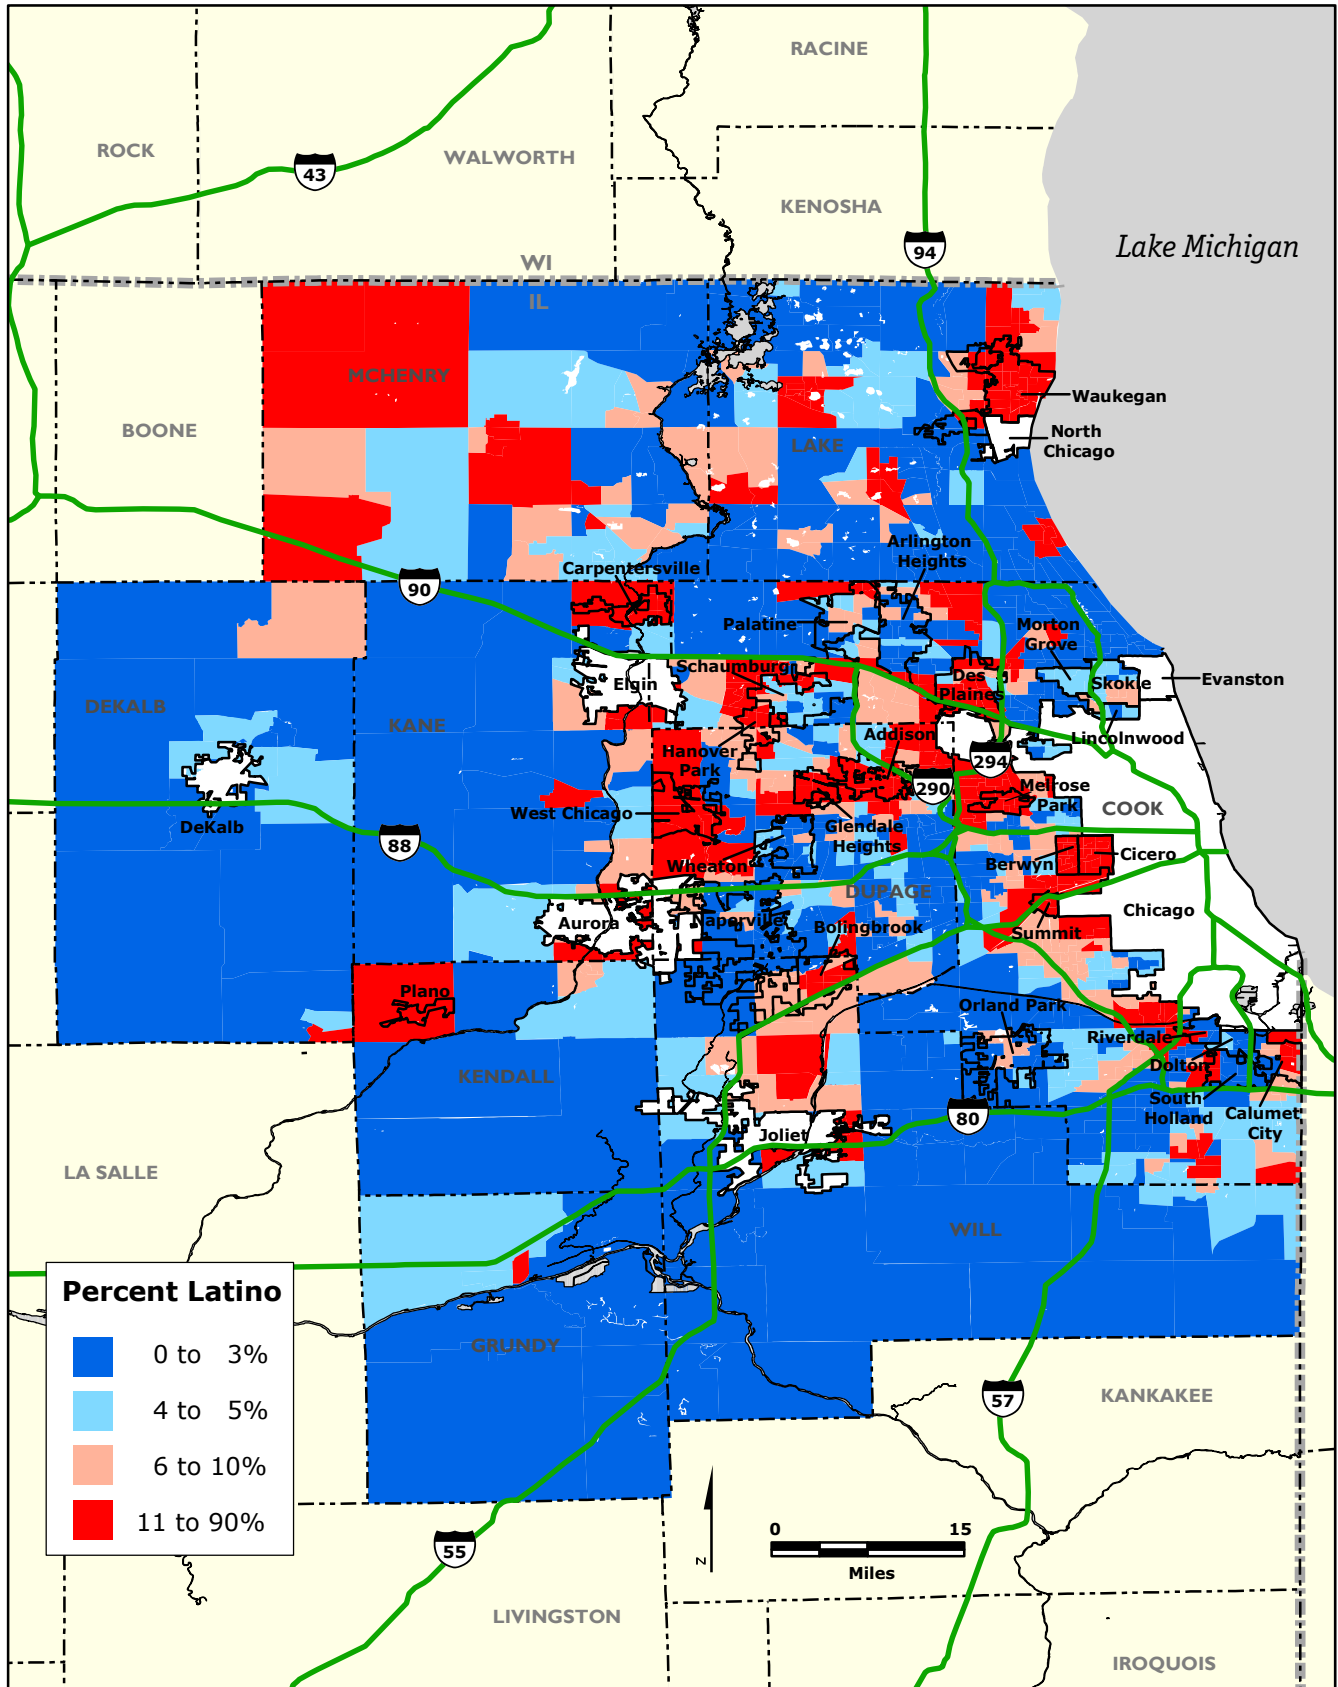 RACINE
ROCK
WALWORTH
43
KENOSHA
94
Lake Michigan
WI
IL
MCHENRY
Waukegan
BOONE
LAKE
North
Chicago
Arlington
Heights
Carpentersville
90
Palatine
Morton
Grove
Schaumburg
Des
Plaines
Skokie
Evanston
Elgin
DEKALB
KANE
Addison
Lincolnwood
Hanover
Park
294
290
Melrose
Park
COOK
West Chicago
DeKalb
Glendale
Heights
88
Wheaton
Berwyn
Cicero
DUPAGE
Chicago
Aurora
Naperville
Bolingbrook
Summit
Plano
Orland Park
Riverdale
Dolton
KENDALL
South
Holland
Calumet
City
80
Joliet
LA SALLE
WILL
Percent Latino
0 to 3%
4 to 5%
6 to 10%
11 to 90%
GRUNDY
57
KANKAKEE
55
N
0 15
Miles
LIVINGSTON
IROQUOIS